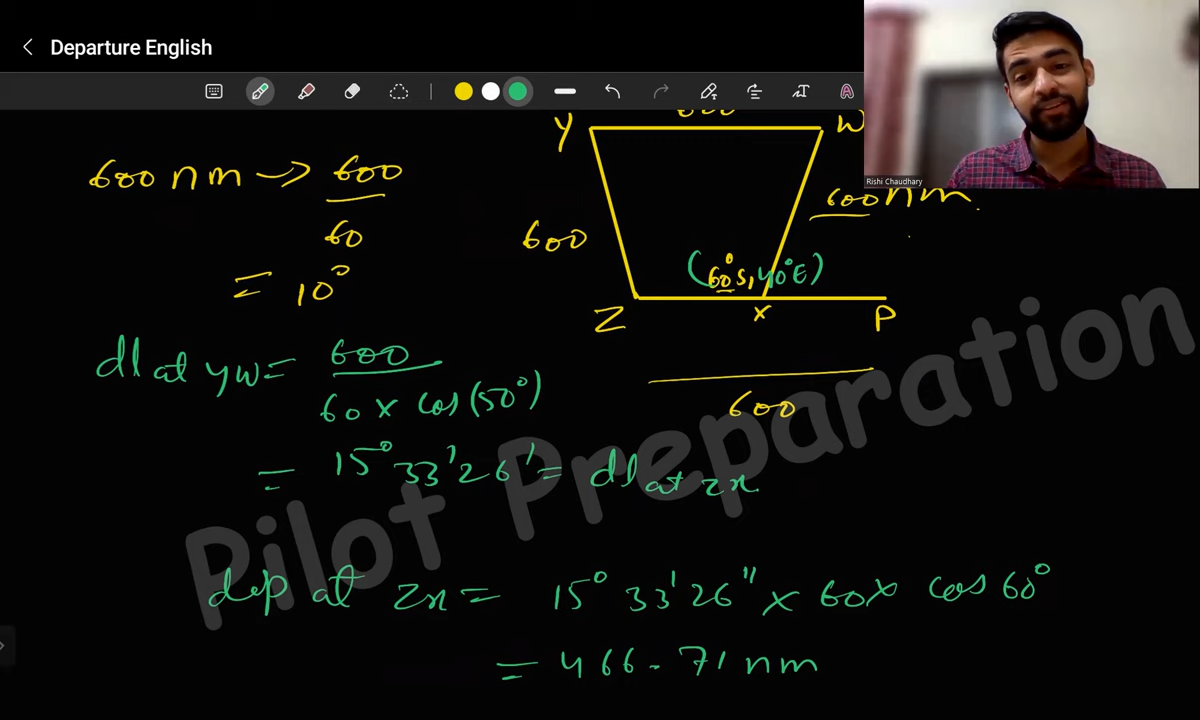 Departure English
Y
W
600 nm → 600
60
= 10°
600
600nm
(60°S, 40°E)
Z
x
P
600
dl at yw = 600
60 x cos(50°)
= 15° 33' 26' = dl at zx
dep at zx = 15° 33' 26" x 60 x cos 60°
= 466.71 nm
Rishi Chaudhary
Pilot Preparation